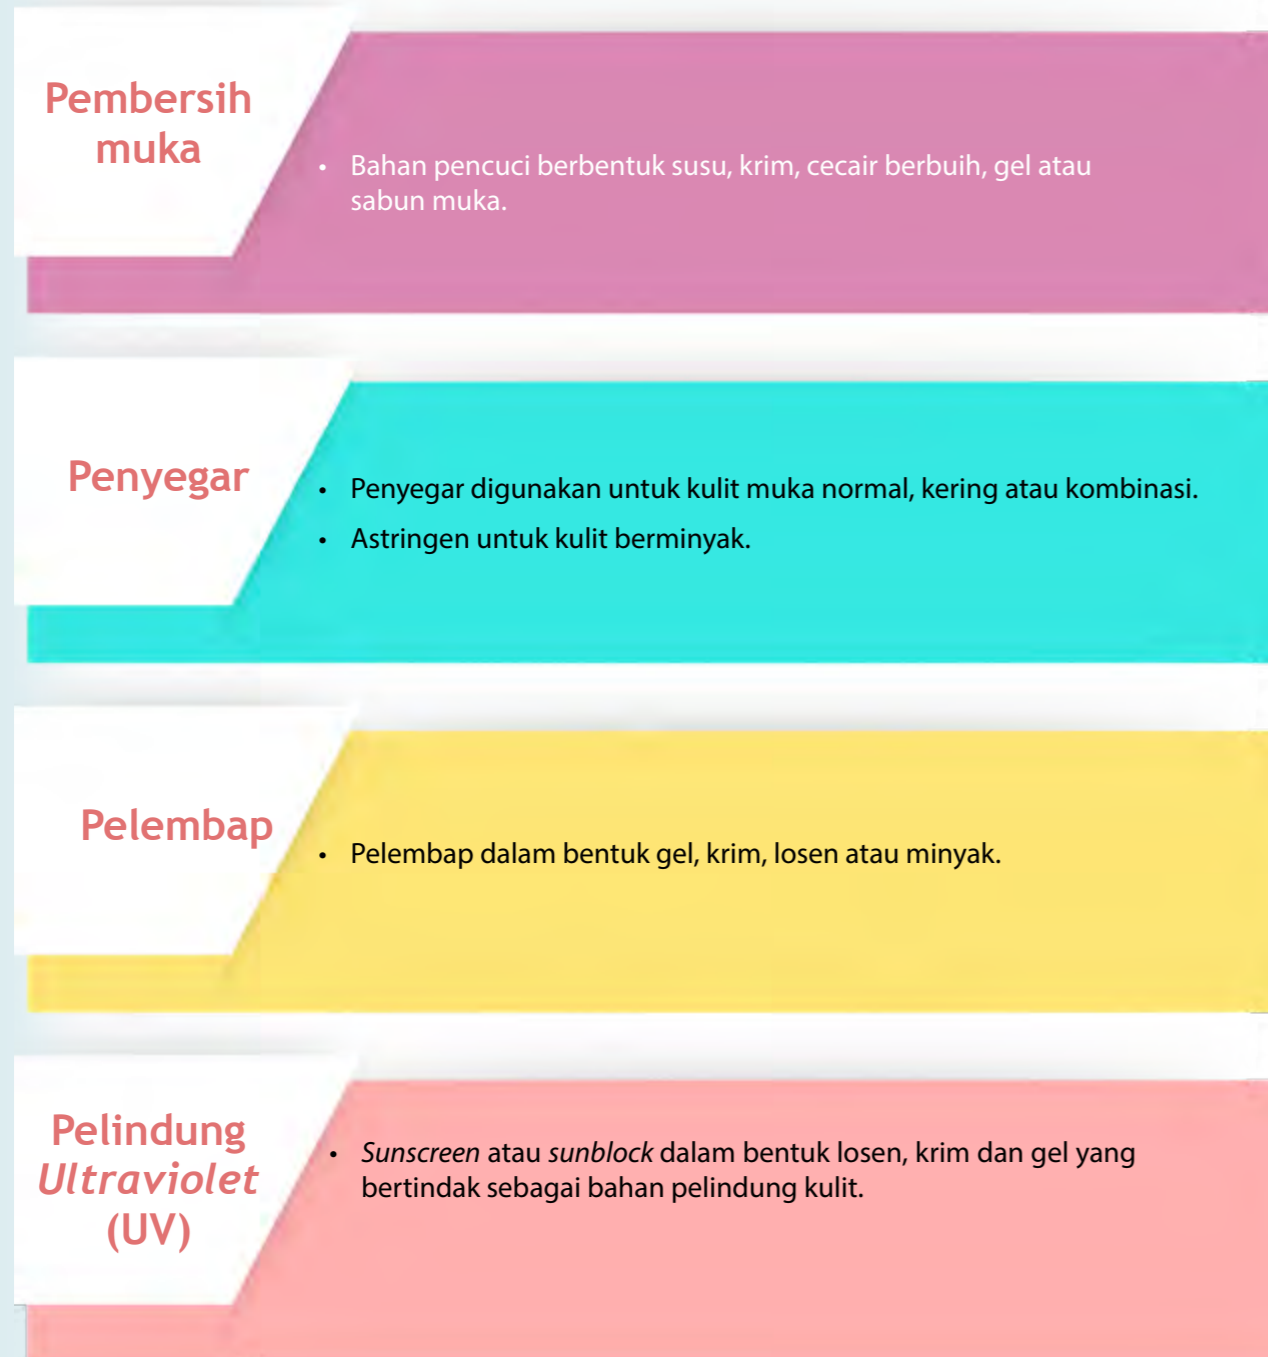 Pembersih
muka
• Bahan pencuci berbentuk susu, krim, cecair berbuih, gel atau
sabun muka.
Penyegar
• Penyegar digunakan untuk kulit muka normal, kering atau kombinasi.
• Astringen untuk kulit berminyak.
Pelembap
• Pelembap dalam bentuk gel, krim, losen atau minyak.
Pelindung
Ultraviolet
(UV)
• Sunscreen atau sunblock dalam bentuk losen, krim dan gel yang
bertindak sebagai bahan pelindung kulit.